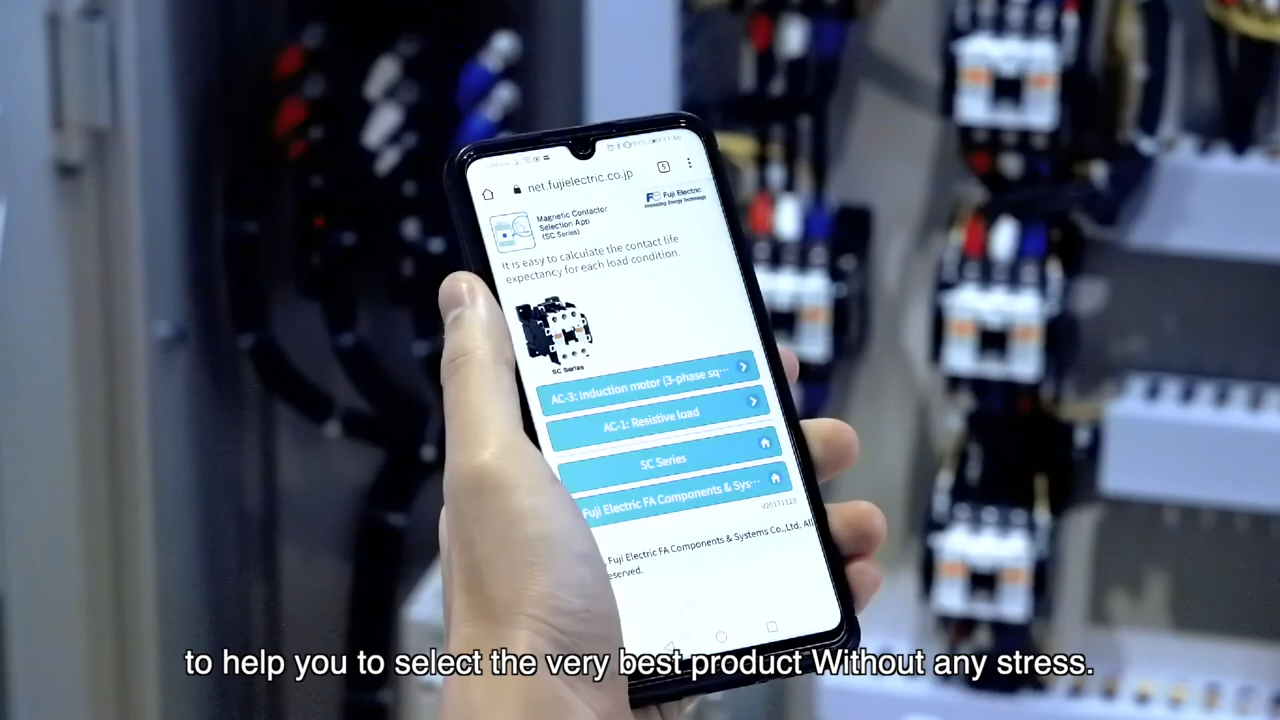 net.fujielectric.co.jp
5
Fe Fuji Electric
Innovating Energy Technology
Magnetic Contactor
Selection App
(SC Series)
It is easy to calculate the contact life
expectancy for each load condition.
SC Series
AC-3: Induction motor (3-phase sq…
AC-1: Resistive load
SC Series
Fuji Electric FA Components & Sys…
V20171128
Fuji Electric FA Components & Systems Co.,Ltd. All
eserved.
to help you to select the very best product Without any stress.